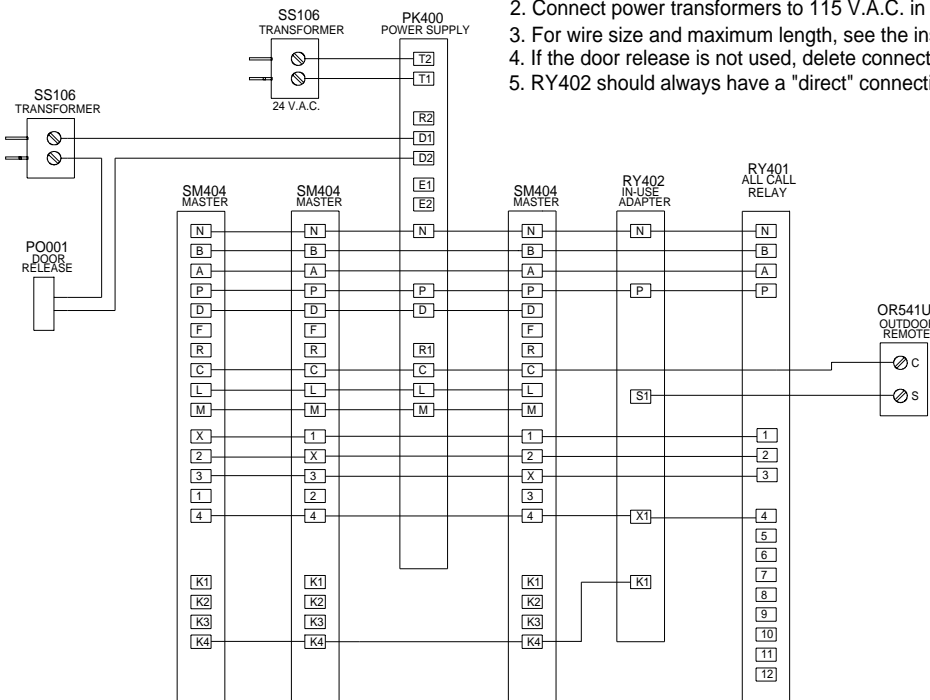 2. Connect power transformers to 115 V.A.C. in
3. For wire size and maximum length, see the ins
4. If the door release is not used, delete connect
5. RY402 should always have a "direct" connecti
SS106
TRANSFORMER
24 V.A.C.
PK400
POWER SUPPLY
T2
T1
R2
D1
D2
E1
E2
N
P
D
R1
C
L
M
SS106
TRANSFORMER
PO001
DOOR
RELEASE
SM404
MASTER
N
B
A
P
D
F
R
C
L
M
X
2
3
1
4
K1
K2
K3
K4
SM404
MASTER
N
B
A
P
D
F
R
C
L
M
1
X
3
2
4
K1
K2
K3
K4
SM404
MASTER
N
B
A
P
D
F
R
C
L
M
1
2
X
3
4
K1
K2
K3
K4
RY402
IN-USE
ADAPTER
N
P
S1
X1
K1
RY401
ALL CALL
RELAY
N
B
A
P
1
2
3
4
5
6
7
8
9
10
11
12
OR541U
OUTDOOR
REMOTE
C
S